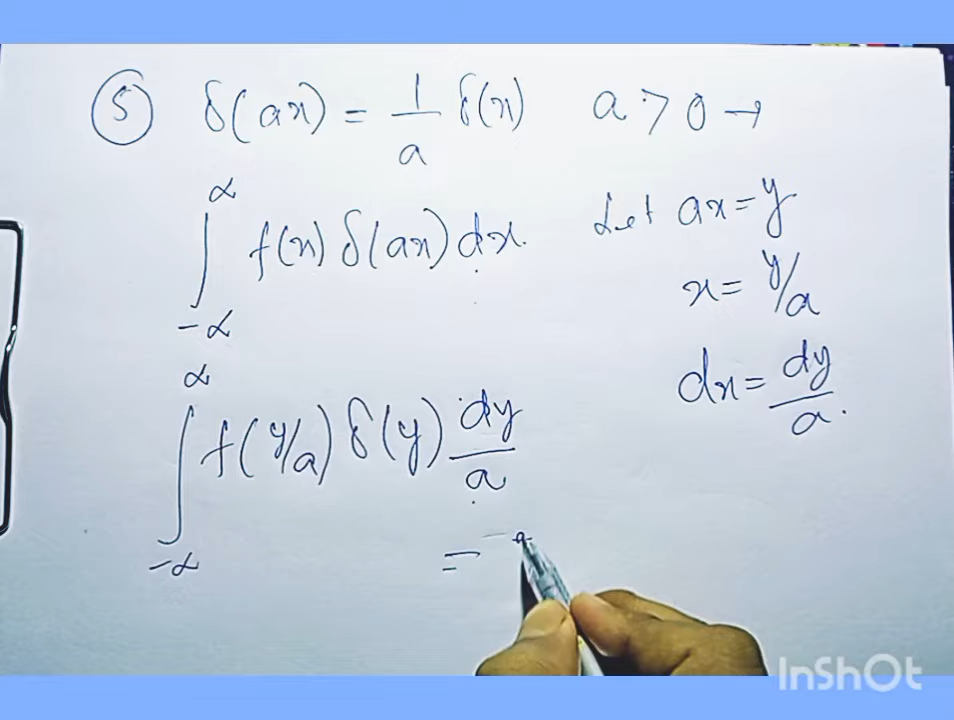 ⑤ δ(ax) = 1/a δ(x) a > 0 →
∫_{-∝}^{∝} f(x) δ(ax) dx. Let ax = y
x = y/a
∫_{-∝}^{∝} f(y/a) δ(y) dy/a dx = dy/a.
=
InShOt